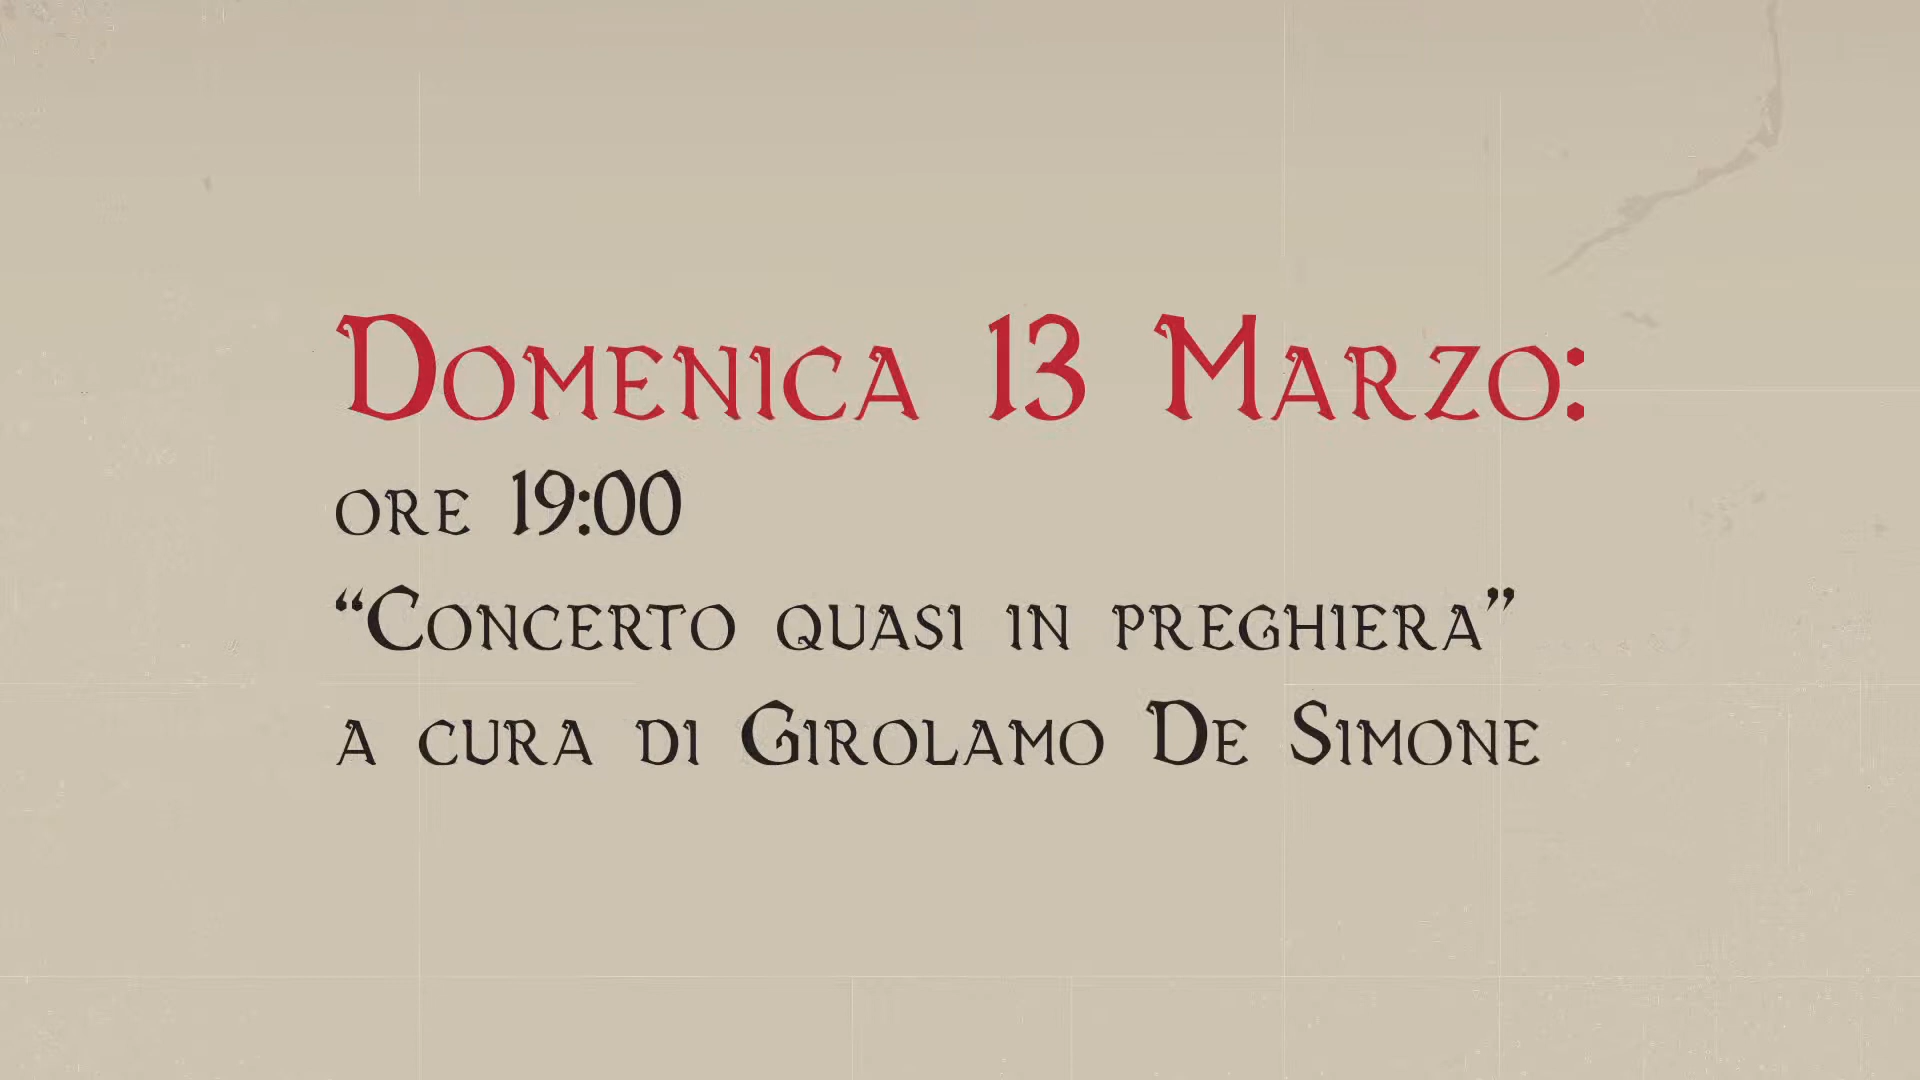 Domenica 13 Marzo:
ore 19:00
“Concerto quasi in preghiera”
a cura di Girolamo De Simone